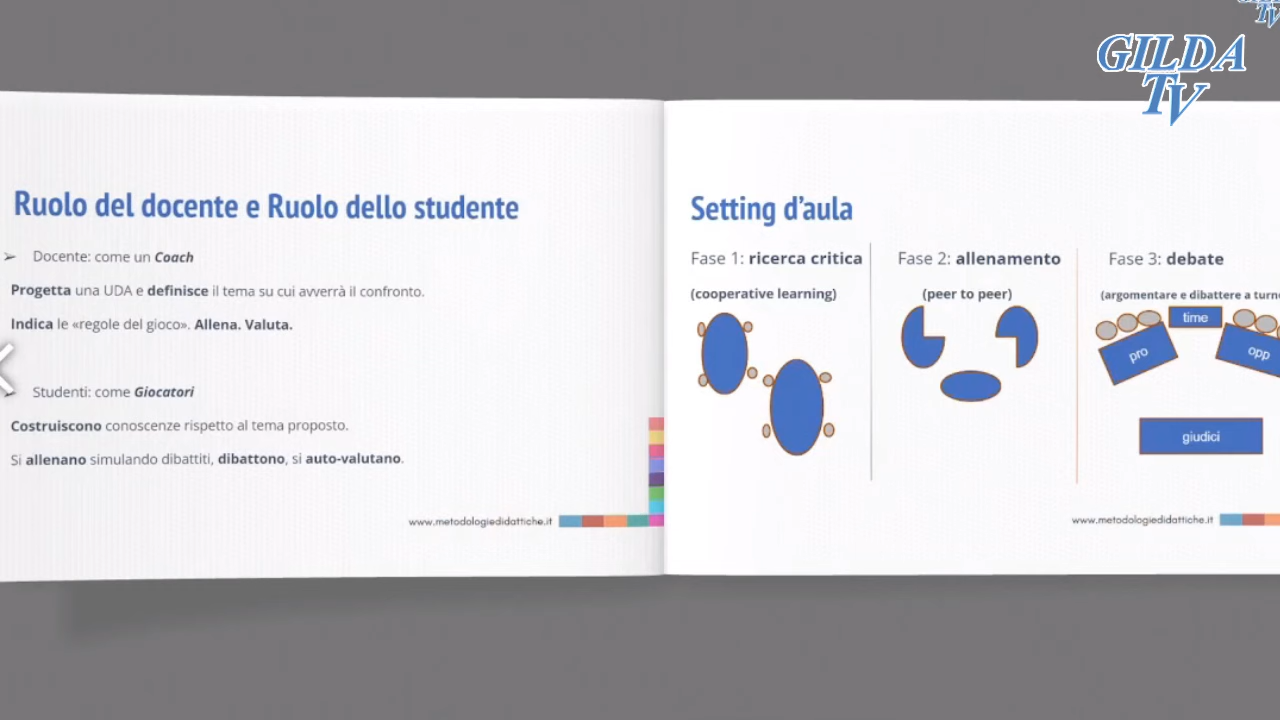 GILDA
TV
Ruolo del docente e Ruolo dello studente
➢ Docente: come un Coach
Progetta una UDA e definisce il tema su cui avverrà il confronto.
Indica le «regole del gioco». Allena. Valuta.
Studenti: come Giocatori
Costruiscono conoscenze rispetto al tema proposto.
Si allenano simulando dibattiti, dibattono, si auto-valutano.
www.metodologiedidattiche.it
Setting d’aula
Fase 1: ricerca critica
(cooperative learning)
Fase 2: allenamento
(peer to peer)
Fase 3: debate
(argomentare e dibattere a turno
time
pro
opp
giudici
www.metodologiedidattiche.it